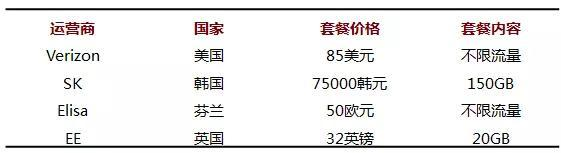 运营商 国家 套餐价格 套餐内容
Verizon 美国 85美元 不限流量
SK 韩国 75000韩元 150GB
Elisa 芬兰 50欧元 不限流量
EE 英国 32英镑 20GB